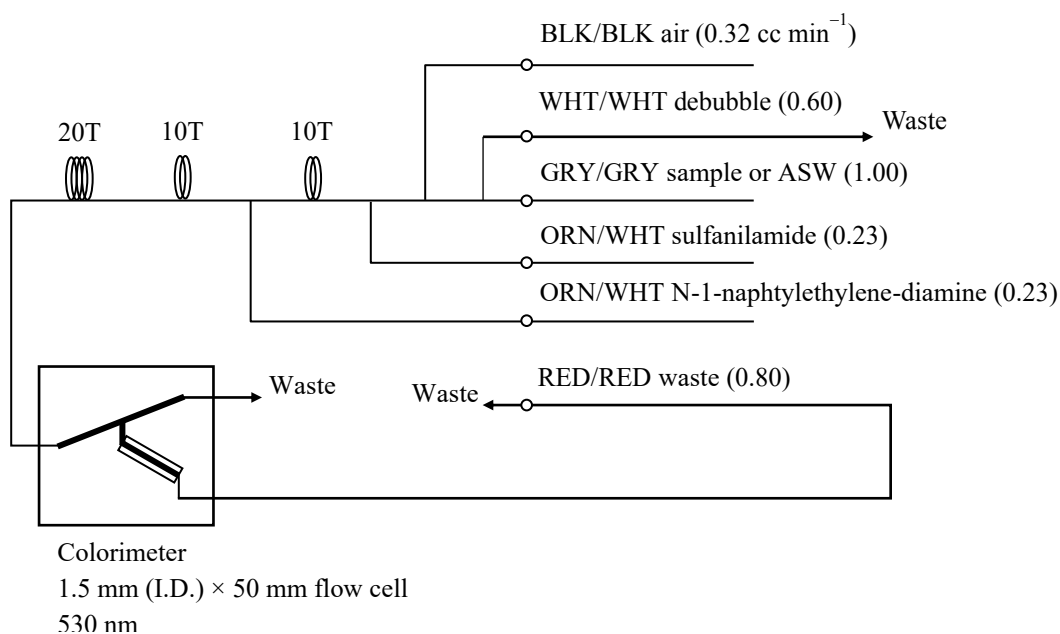 BLK/BLK air (0.32 cc min⁻¹)
WHT/WHT debubble (0.60)
Waste
20T
10T
10T
GRY/GRY sample or ASW (1.00)
ORN/WHT sulfanilamide (0.23)
ORN/WHT N-1-naphtylethylene-diamine (0.23)
RED/RED waste (0.80)
Waste
Waste
Colorimeter
1.5 mm (I.D.) × 50 mm flow cell
530 nm